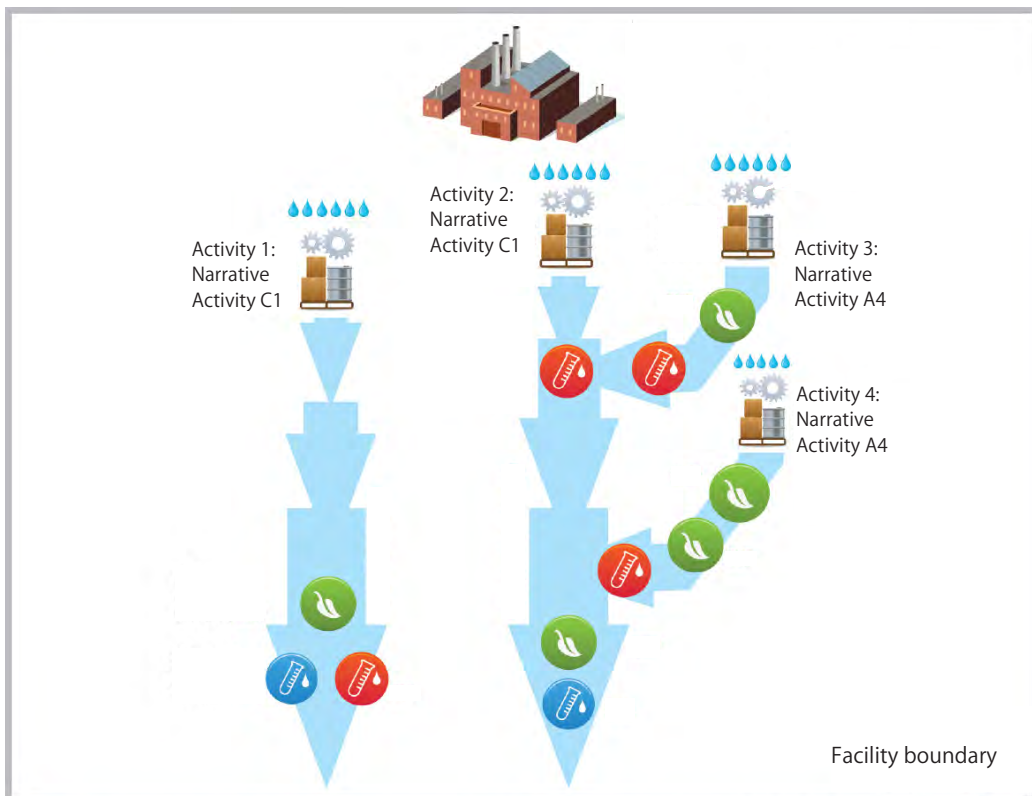 Activity 1:
Narrative
Activity C1
Activity 2:
Narrative
Activity C1
Activity 3:
Narrative
Activity A4
Activity 4:
Narrative
Activity A4
Facility boundary